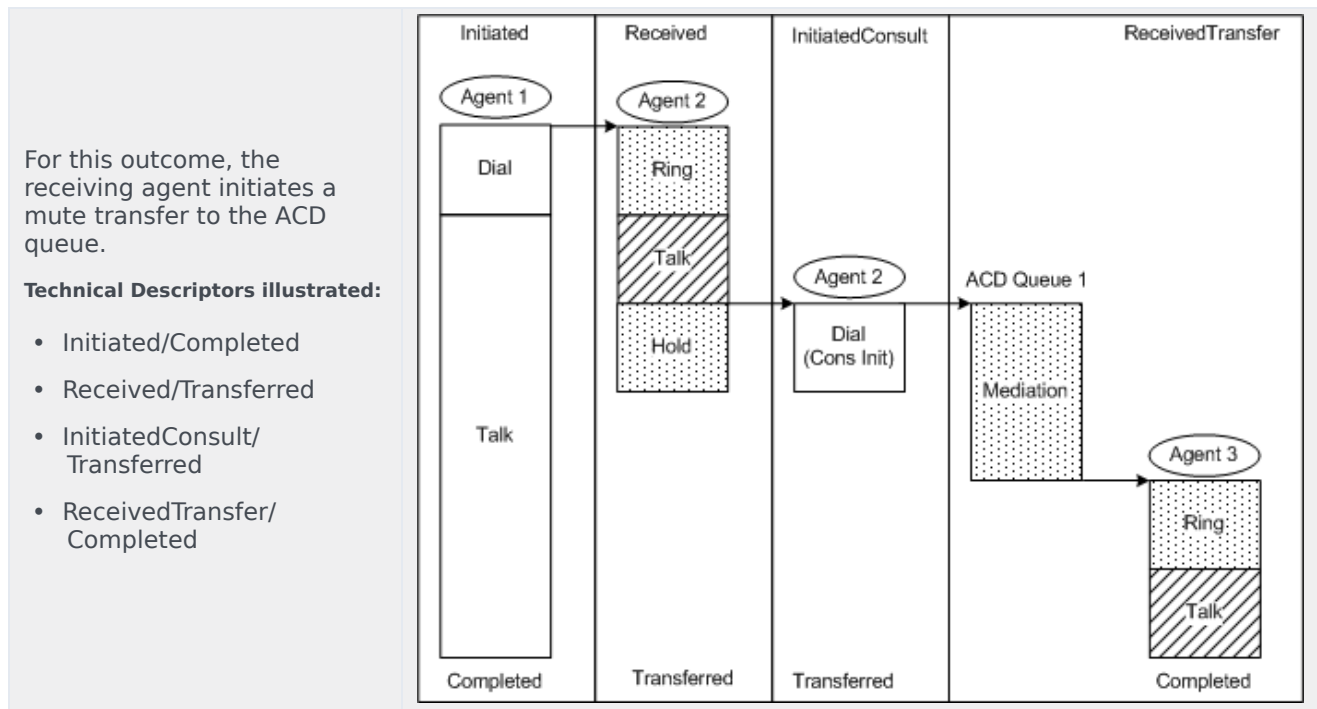 For this outcome, the
receiving agent initiates a
mute transfer to the ACD
queue.
Technical Descriptors illustrated:
• Initiated/Completed
• Received/Transferred
• InitiatedConsult/
Transferred
• ReceivedTransfer/
Completed
Initiated
Received
InitiatedConsult
ReceivedTransfer
Agent 1
Agent 2
Dial
Ring
Talk
Agent 2
ACD Queue 1
Hold
Dial
(Cons Init)
Mediation
Talk
Agent 3
Ring
Talk
Completed
Transferred
Transferred
Completed